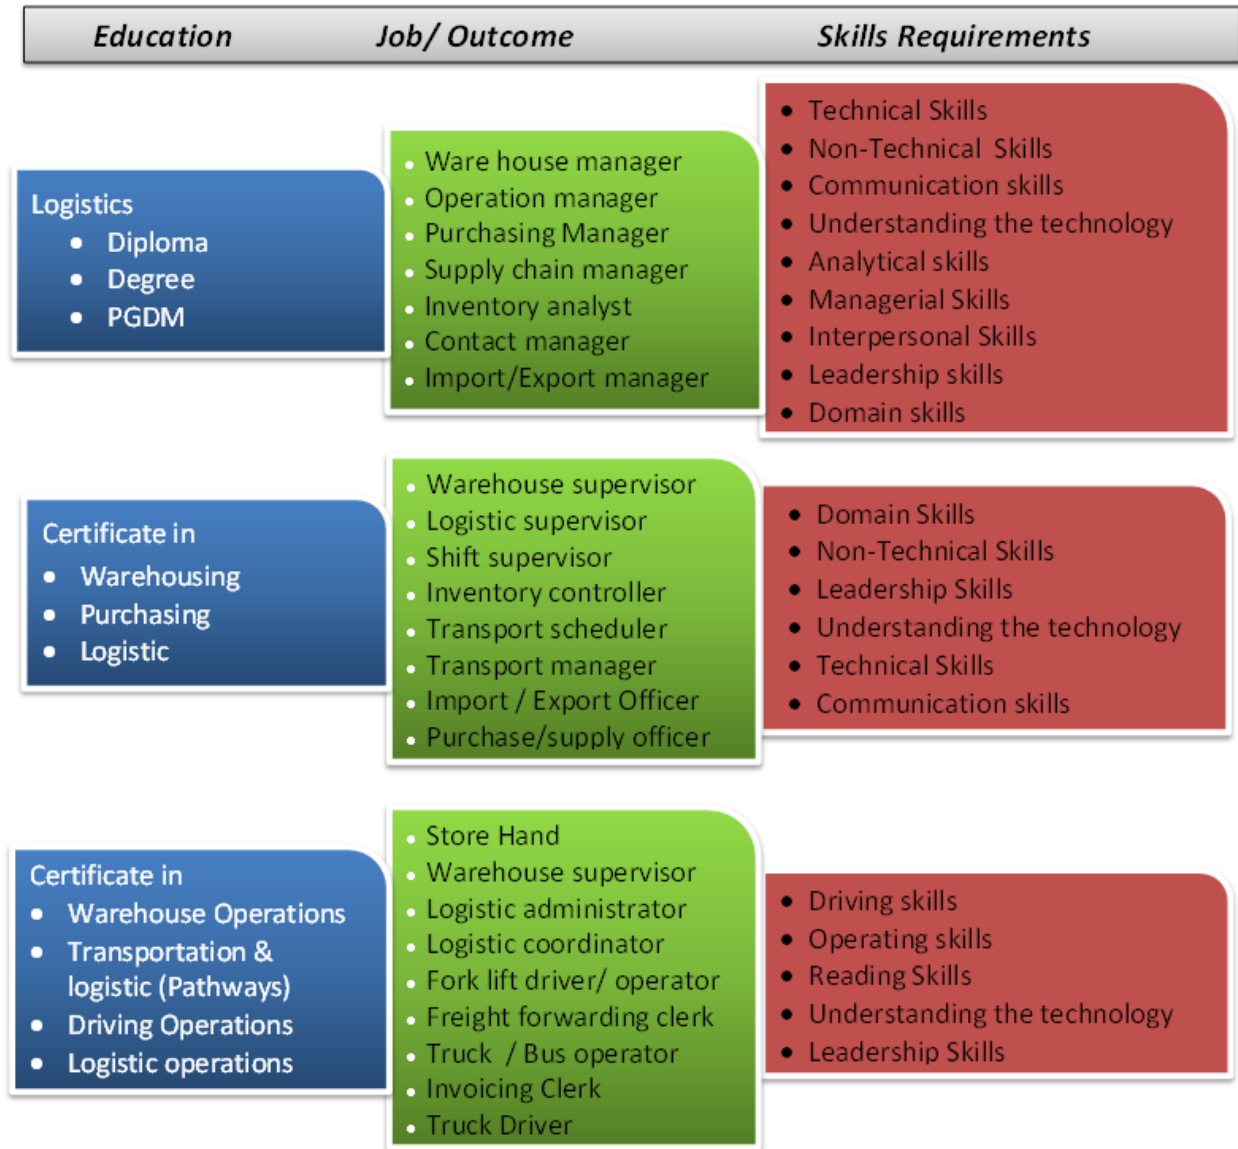 Education Job/ Outcome Skills Requirements
Logistics
• Diploma
• Degree
• PGDM
• Ware house manager
• Operation manager
• Purchasing Manager
• Supply chain manager
• Inventory analyst
• Contact manager
• Import/Export manager
• Technical Skills
• Non-Technical Skills
• Communication skills
• Understanding the technology
• Analytical skills
• Managerial Skills
• Interpersonal Skills
• Leadership skills
• Domain skills
Certificate in
• Warehousing
• Purchasing
• Logistic
• Warehouse supervisor
• Logistic supervisor
• Shift supervisor
• Inventory controller
• Transport scheduler
• Transport manager
• Import / Export Officer
• Purchase/supply officer
• Domain Skills
• Non-Technical Skills
• Leadership Skills
• Understanding the technology
• Technical Skills
• Communication skills
Certificate in
• Warehouse Operations
• Transportation &
logistic (Pathways)
• Driving Operations
• Logistic operations
• Store Hand
• Warehouse supervisor
• Logistic administrator
• Logistic coordinator
• Fork lift driver/ operator
• Freight forwarding clerk
• Truck / Bus operator
• Invoicing Clerk
• Truck Driver
• Driving skills
• Operating skills
• Reading Skills
• Understanding the technology
• Leadership Skills